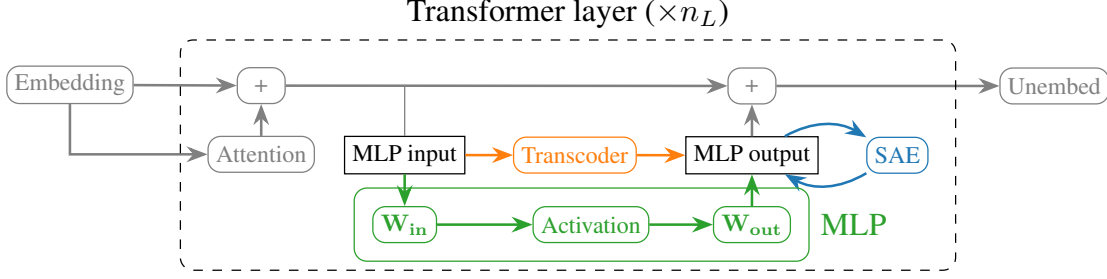 Transformer layer (×n_L)
Embedding
+
+
Unembed
Attention
MLP input
Transcoder
MLP output
SAE
W_in
Activation
W_out
MLP